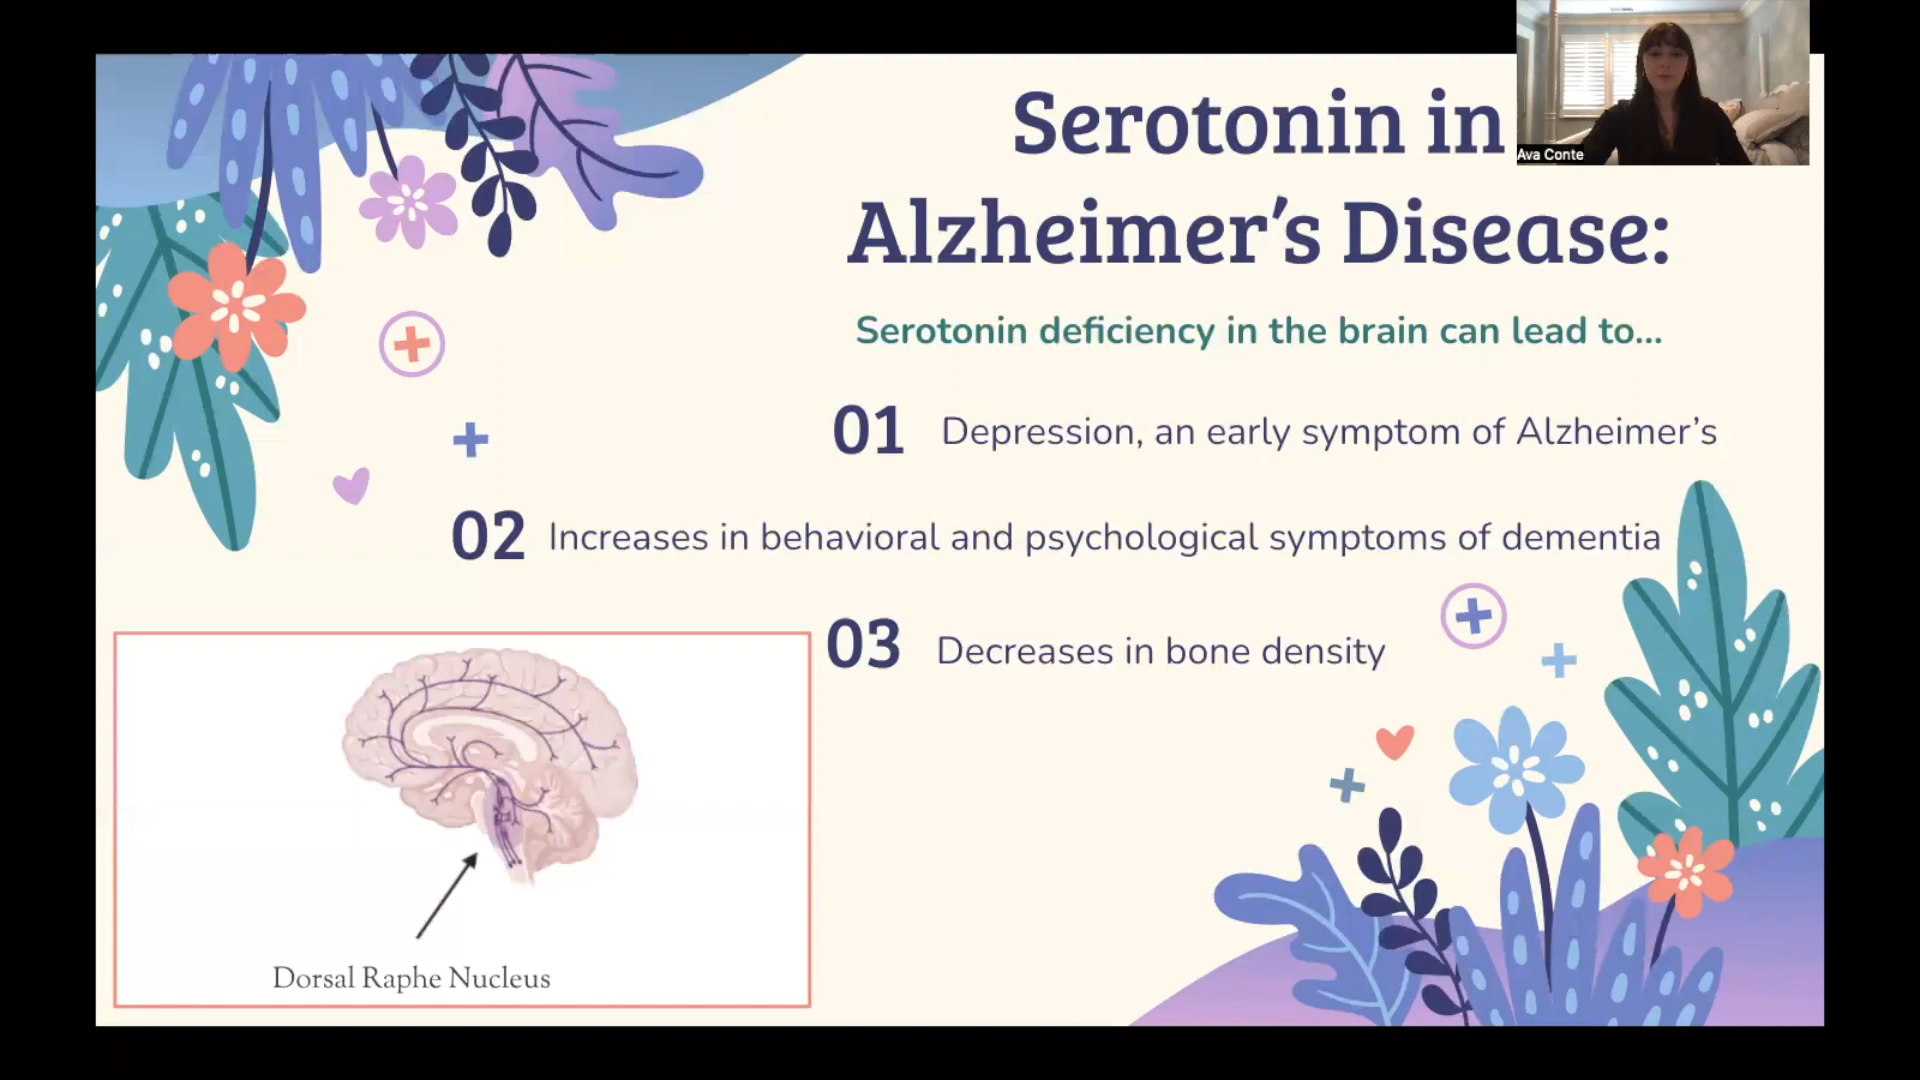 Serotonin in
Alzheimer's Disease:
Ava Conte
Serotonin deficiency in the brain can lead to...
01 Depression, an early symptom of Alzheimer's
02 Increases in behavioral and psychological symptoms of dementia
03 Decreases in bone density
Dorsal Raphe Nucleus